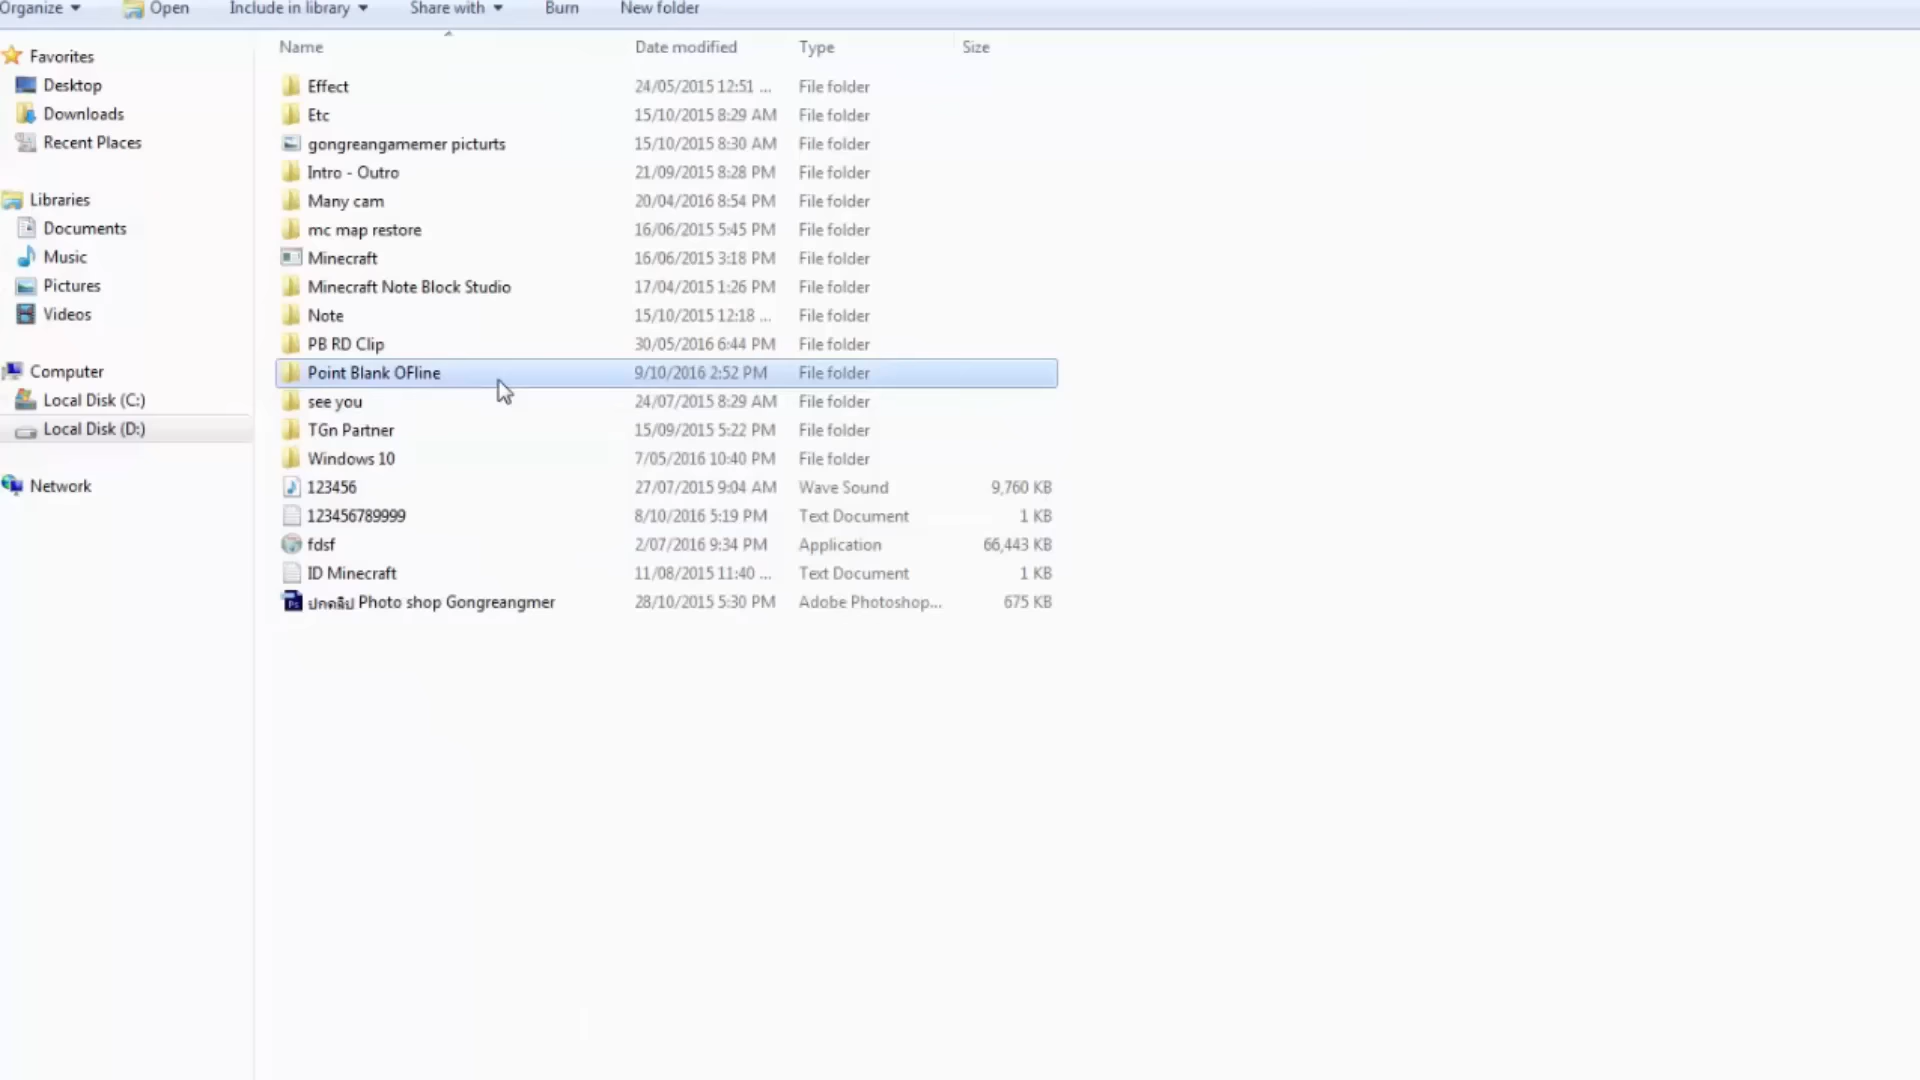 Organize Open Include in library Share with Burn New folder
Name Date modified Type Size
Favorites
Desktop
Downloads
Recent Places
Libraries
Documents
Music
Pictures
Videos
Computer
Local Disk (C:)
Local Disk (D:)
Network
Effect 24/05/2015 12:51 ... File folder
Etc 15/10/2015 8:29 AM File folder
gongreangamemer picturts 15/10/2015 8:30 AM File folder
Intro - Outro 21/09/2015 8:28 PM File folder
Many cam 20/04/2016 8:54 PM File folder
mc map restore 16/06/2015 5:45 PM File folder
Minecraft 16/06/2015 3:18 PM File folder
Minecraft Note Block Studio 17/04/2015 1:26 PM File folder
Note 15/10/2015 12:18 ... File folder
PB RD Clip 30/05/2016 6:44 PM File folder
Point Blank OFline 9/10/2016 2:52 PM File folder
see you 24/07/2015 8:29 AM File folder
TGn Partner 15/09/2015 5:22 PM File folder
Windows 10 7/05/2016 10:40 PM File folder
123456 27/07/2015 9:04 AM Wave Sound 9,760 KB
123456789999 8/10/2016 5:19 PM Text Document 1 KB
fdsf 2/07/2016 9:34 PM Application 66,443 KB
ID Minecraft 11/08/2015 11:40 ... Text Document 1 KB
ปกคลิป Photo shop Gongreangmer 28/10/2015 5:30 PM Adobe Photoshop... 675 KB